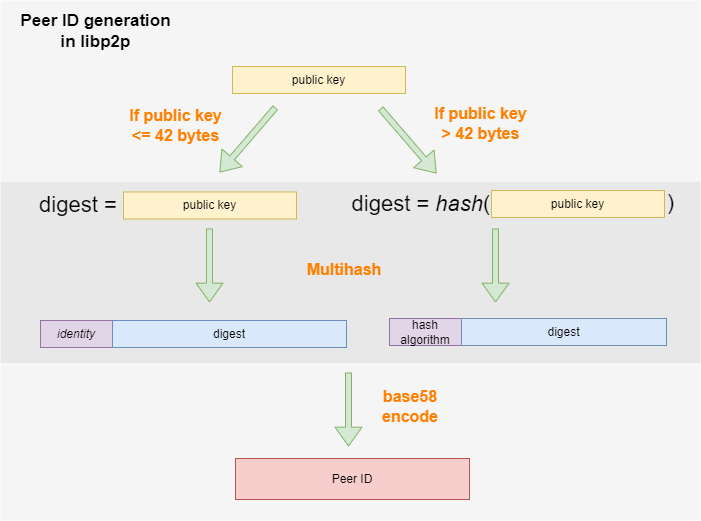 Peer ID generation
in libp2p
public key
If public key
<= 42 bytes
If public key
> 42 bytes
digest = public key
digest = hash( public key )
Multihash
identity digest
hash
algorithm digest
base58
encode
Peer ID